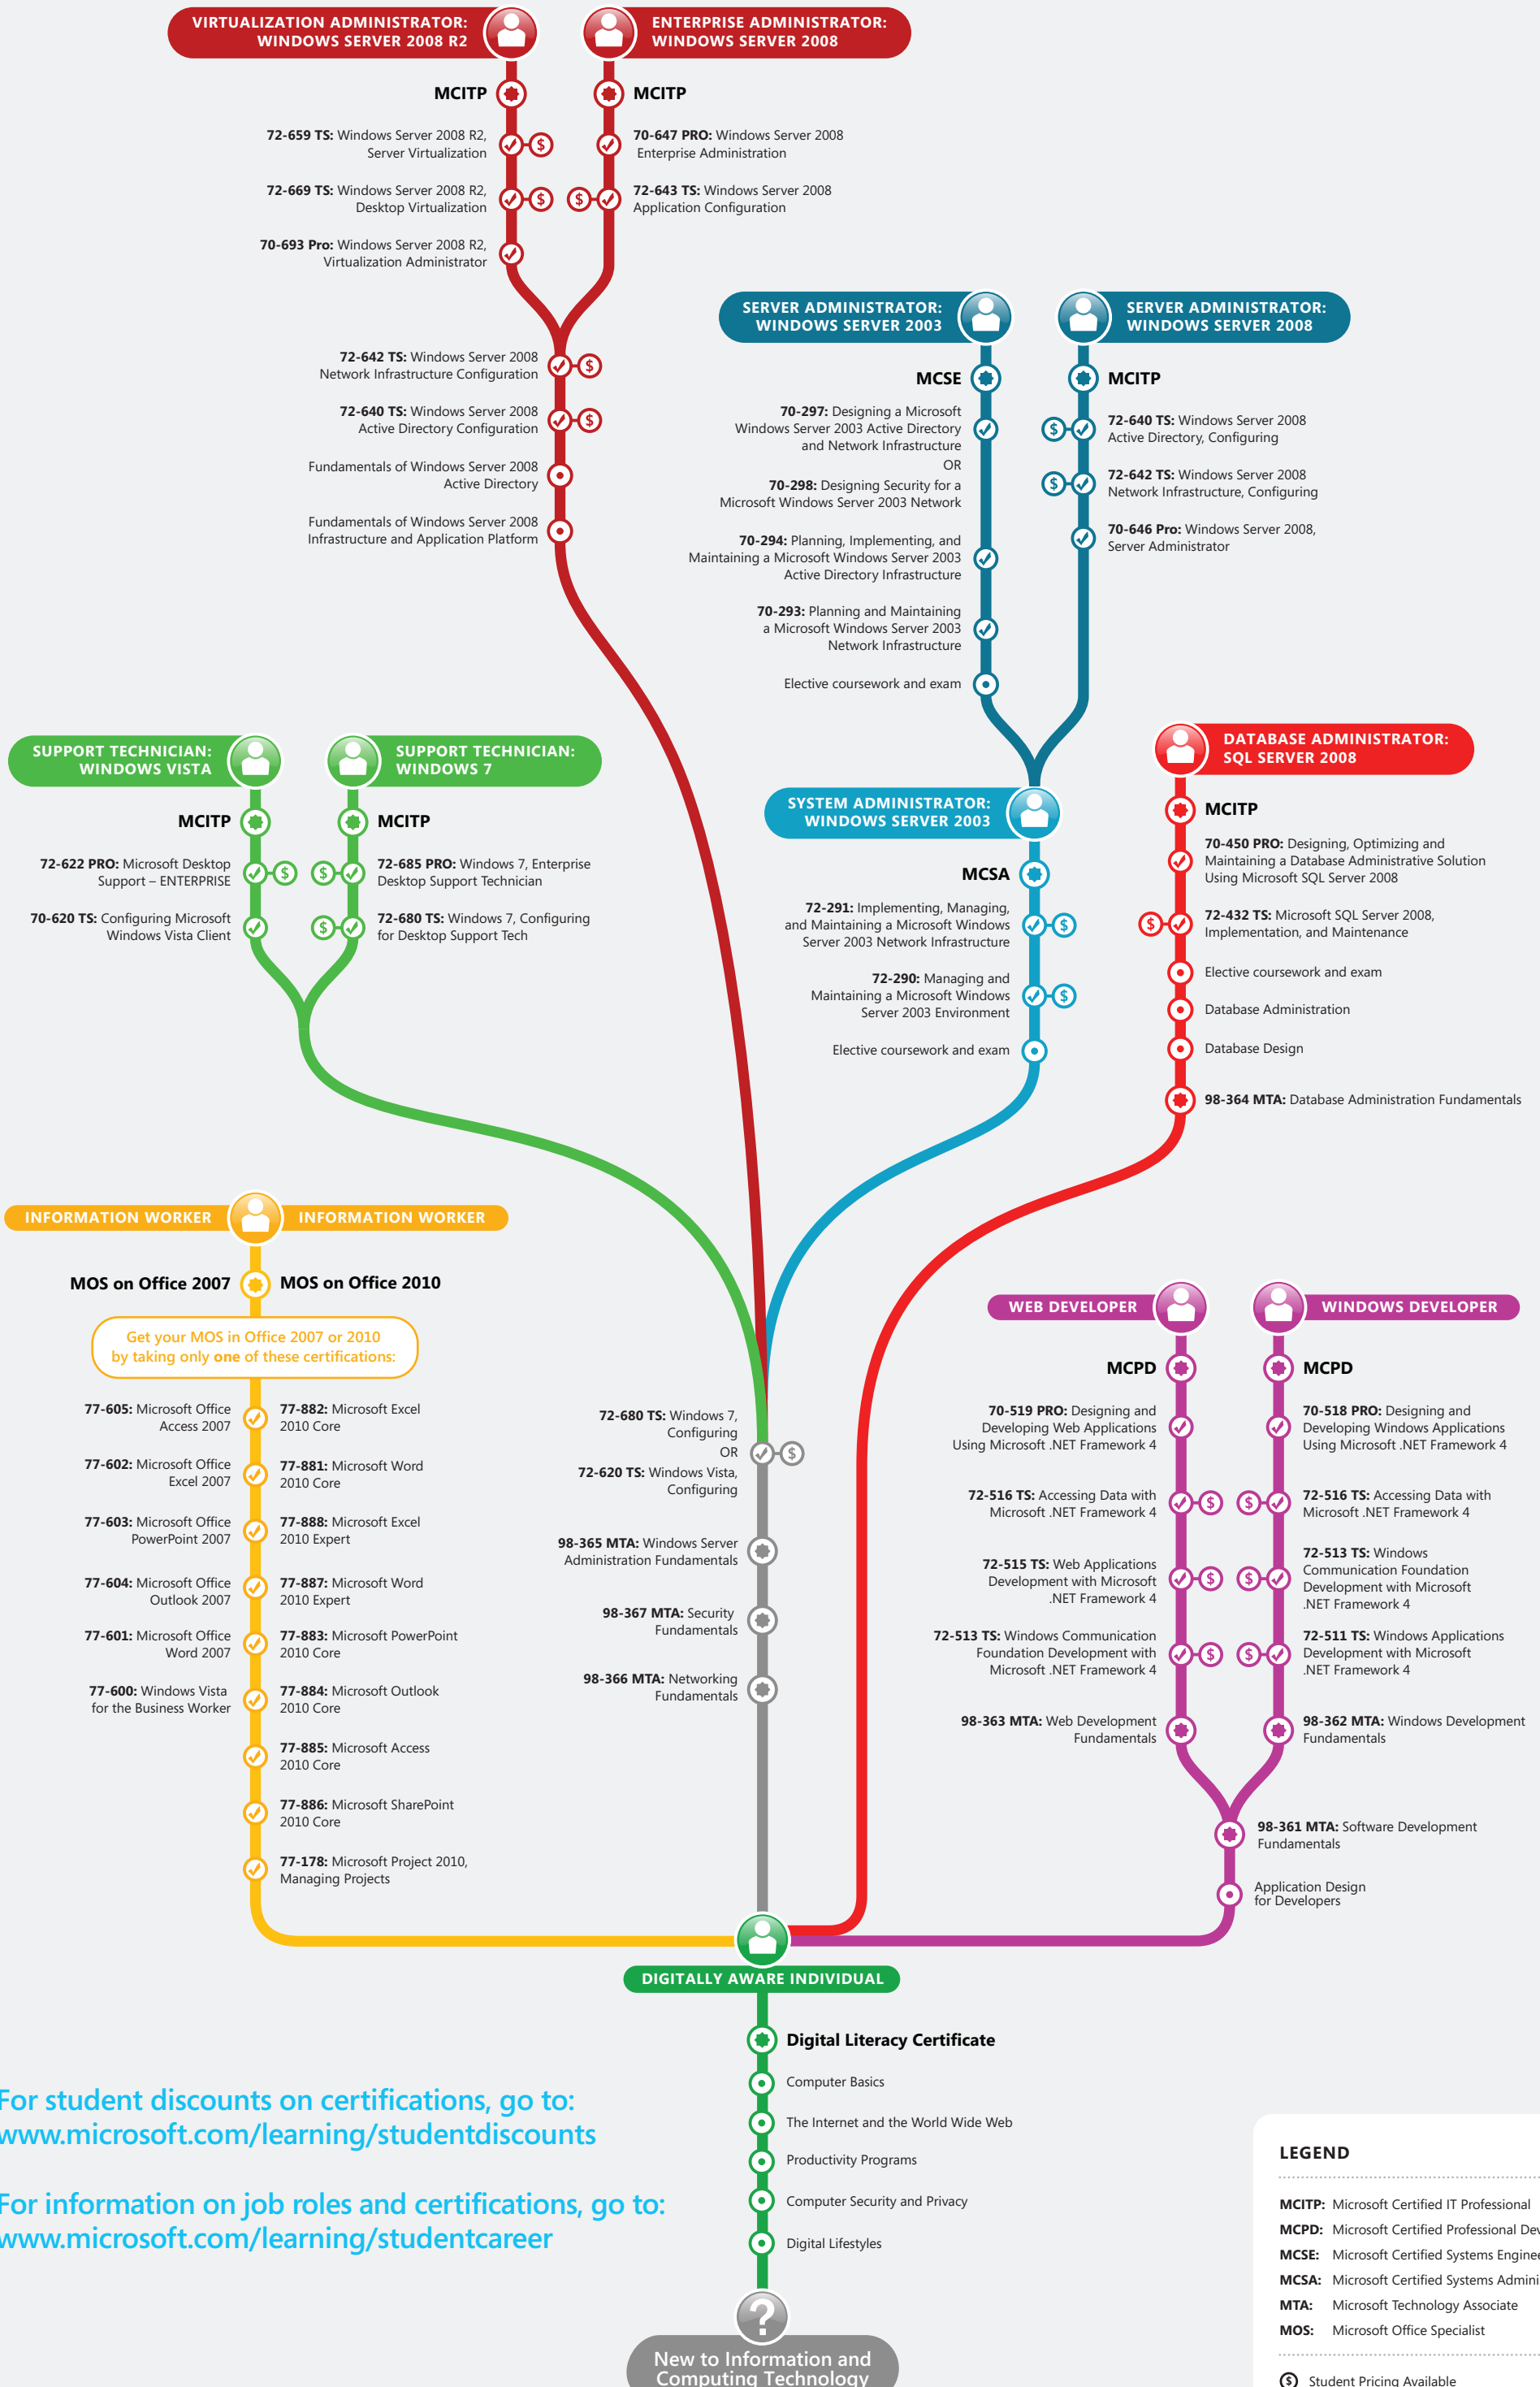 VIRTUALIZATION ADMINISTRATOR:
WINDOWS SERVER 2008 R2
MCITP
72-659 TS: Windows Server 2008 R2,
Server Virtualization
72-669 TS: Windows Server 2008 R2,
Desktop Virtualization
70-693 Pro: Windows Server 2008 R2,
Virtualization Administrator
ENTERPRISE ADMINISTRATOR:
WINDOWS SERVER 2008
MCITP
70-647 PRO: Windows Server 2008
Enterprise Administration
72-643 TS: Windows Server 2008
Application Configuration
72-642 TS: Windows Server 2008
Network Infrastructure Configuration
72-640 TS: Windows Server 2008
Active Directory Configuration
Fundamentals of Windows Server 2008
Active Directory
Fundamentals of Windows Server 2008
Infrastructure and Application Platform
SERVER ADMINISTRATOR:
WINDOWS SERVER 2003
MCSE
70-297: Designing a Microsoft
Windows Server 2003 Active Directory
and Network Infrastructure
OR
70-298: Designing Security for a
Microsoft Windows Server 2003 Network
70-294: Planning, Implementing, and
Maintaining a Microsoft Windows Server 2003
Active Directory Infrastructure
70-293: Planning and Maintaining
a Microsoft Windows Server 2003
Network Infrastructure
Elective coursework and exam
SERVER ADMINISTRATOR:
WINDOWS SERVER 2008
MCITP
72-640 TS: Windows Server 2008
Active Directory, Configuring
72-642 TS: Windows Server 2008
Network Infrastructure, Configuring
70-646 Pro: Windows Server 2008,
Server Administrator
SUPPORT TECHNICIAN:
WINDOWS VISTA
MCITP
72-622 PRO: Microsoft Desktop
Support – ENTERPRISE
70-620 TS: Configuring Microsoft
Windows Vista Client
SUPPORT TECHNICIAN:
WINDOWS 7
MCITP
72-685 PRO: Windows 7, Enterprise
Desktop Support Technician
72-680 TS: Windows 7, Configuring
for Desktop Support Tech
SYSTEM ADMINISTRATOR:
WINDOWS SERVER 2003
MCSA
72-291: Implementing, Managing,
and Maintaining a Microsoft Windows
Server 2003 Network Infrastructure
72-290: Managing and
Maintaining a Microsoft Windows
Server 2003 Environment
Elective coursework and exam
DATABASE ADMINISTRATOR:
SQL SERVER 2008
MCITP
70-450 PRO: Designing, Optimizing and
Maintaining a Database Administrative Solution
Using Microsoft SQL Server 2008
72-432 TS: Microsoft SQL Server 2008,
Implementation, and Maintenance
Elective coursework and exam
Database Administration
Database Design
98-364 MTA: Database Administration Fundamentals
INFORMATION WORKER
INFORMATION WORKER
MOS on Office 2007
MOS on Office 2010
Get your MOS in Office 2007 or 2010
by taking only one of these certifications:
77-605: Microsoft Office
Access 2007
77-602: Microsoft Office
Excel 2007
77-603: Microsoft Office
PowerPoint 2007
77-604: Microsoft Office
Outlook 2007
77-601: Microsoft Office
Word 2007
77-600: Windows Vista
for the Business Worker
77-882: Microsoft Excel
2010 Core
77-881: Microsoft Word
2010 Core
77-888: Microsoft Excel
2010 Expert
77-887: Microsoft Word
2010 Expert
77-883: Microsoft PowerPoint
2010 Core
77-884: Microsoft Outlook
2010 Core
77-885: Microsoft Access
2010 Core
77-886: Microsoft SharePoint
2010 Core
77-178: Microsoft Project 2010,
Managing Projects
72-680 TS: Windows 7,
Configuring
OR
72-620 TS: Windows Vista,
Configuring
98-365 MTA: Windows Server
Administration Fundamentals
98-367 MTA: Security
Fundamentals
98-366 MTA: Networking
Fundamentals
WEB DEVELOPER
MCPD
70-519 PRO: Designing and
Developing Web Applications
Using Microsoft .NET Framework 4
72-516 TS: Accessing Data with
Microsoft .NET Framework 4
72-515 TS: Web Applications
Development with Microsoft
.NET Framework 4
72-513 TS: Windows Communication
Foundation Development with
Microsoft .NET Framework 4
98-363 MTA: Web Development
Fundamentals
WINDOWS DEVELOPER
MCPD
70-518 PRO: Designing and
Developing Windows Applications
Using Microsoft .NET Framework 4
72-516 TS: Accessing Data with
Microsoft .NET Framework 4
72-513 TS: Windows
Communication Foundation
Development with Microsoft
.NET Framework 4
72-511 TS: Windows Applications
Development with Microsoft
.NET Framework 4
98-362 MTA: Windows Development
Fundamentals
98-361 MTA: Software Development
Fundamentals
Application Design
for Developers
DIGITALLY AWARE INDIVIDUAL
Digital Literacy Certificate
Computer Basics
The Internet and the World Wide Web
Productivity Programs
Computer Security and Privacy
Digital Lifestyles
?
New to Information and
Computing Technology
For student discounts on certifications, go to:
www.microsoft.com/learning/studentdiscounts
For information on job roles and certifications, go to:
www.microsoft.com/learning/studentcareer
LEGEND
MCITP: Microsoft Certified IT Professional
MCPD: Microsoft Certified Professional
MCSE: Microsoft Certified Systems
MCSA: Microsoft Certified Systems
MTA: Microsoft Technology Associate
MOS: Microsoft Office Specialist
$ Student Pricing Available